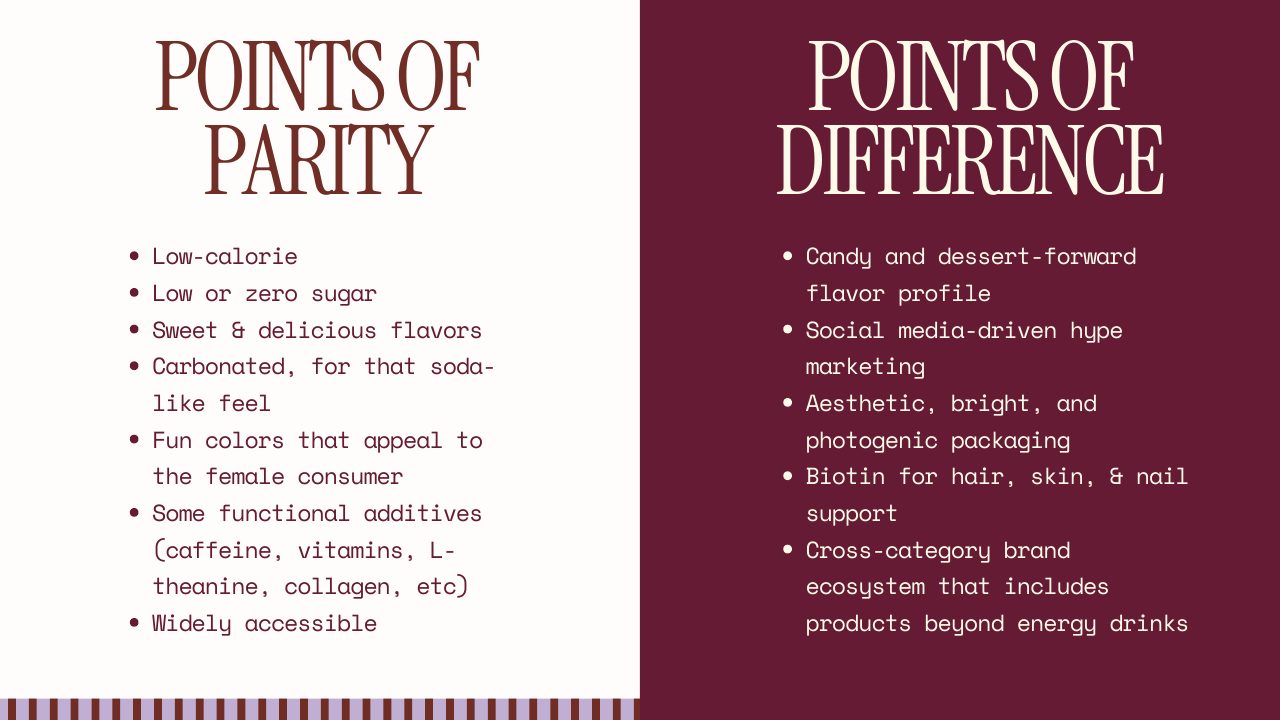 POINTS OF
PARITY
• Low-calorie
• Low or zero sugar
• Sweet & delicious flavors
• Carbonated, for that soda-
like feel
• Fun colors that appeal to
the female consumer
• Some functional additives
(caffeine, vitamins, L-
theanine, collagen, etc)
• Widely accessible
POINTS OF
DIFFERENCE
• Candy and dessert-forward
flavor profile
• Social media-driven hype
marketing
• Aesthetic, bright, and
photogenic packaging
• Biotin for hair, skin, & nail
support
• Cross-category brand
ecosystem that includes
products beyond energy drinks